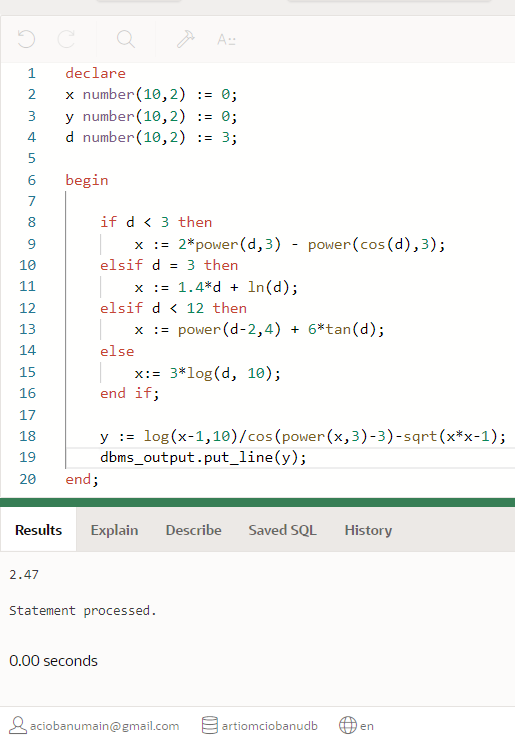 A::
1 declare
2 x number(10,2) := 0;
3 y number(10,2) := 0;
4 d number(10,2) := 3;
5
6 begin
7
8 if d < 3 then
9 x := 2*power(d,3) - power(cos(d),3);
10 elsif d = 3 then
11 x := 1.4*d + ln(d);
12 elsif d < 12 then
13 x := power(d-2,4) + 6*tan(d);
14 else
15 x:= 3*log(d, 10);
16 end if;
17
18 y := log(x-1,10)/cos(power(x,3)-3)-sqrt(x*x-1);
19 dbms_output.put_line(y);
20 end;
Results Explain Describe Saved SQL History
2.47
Statement processed.
0.00 seconds
aciobanumain@gmail.com artiomciobanudb en